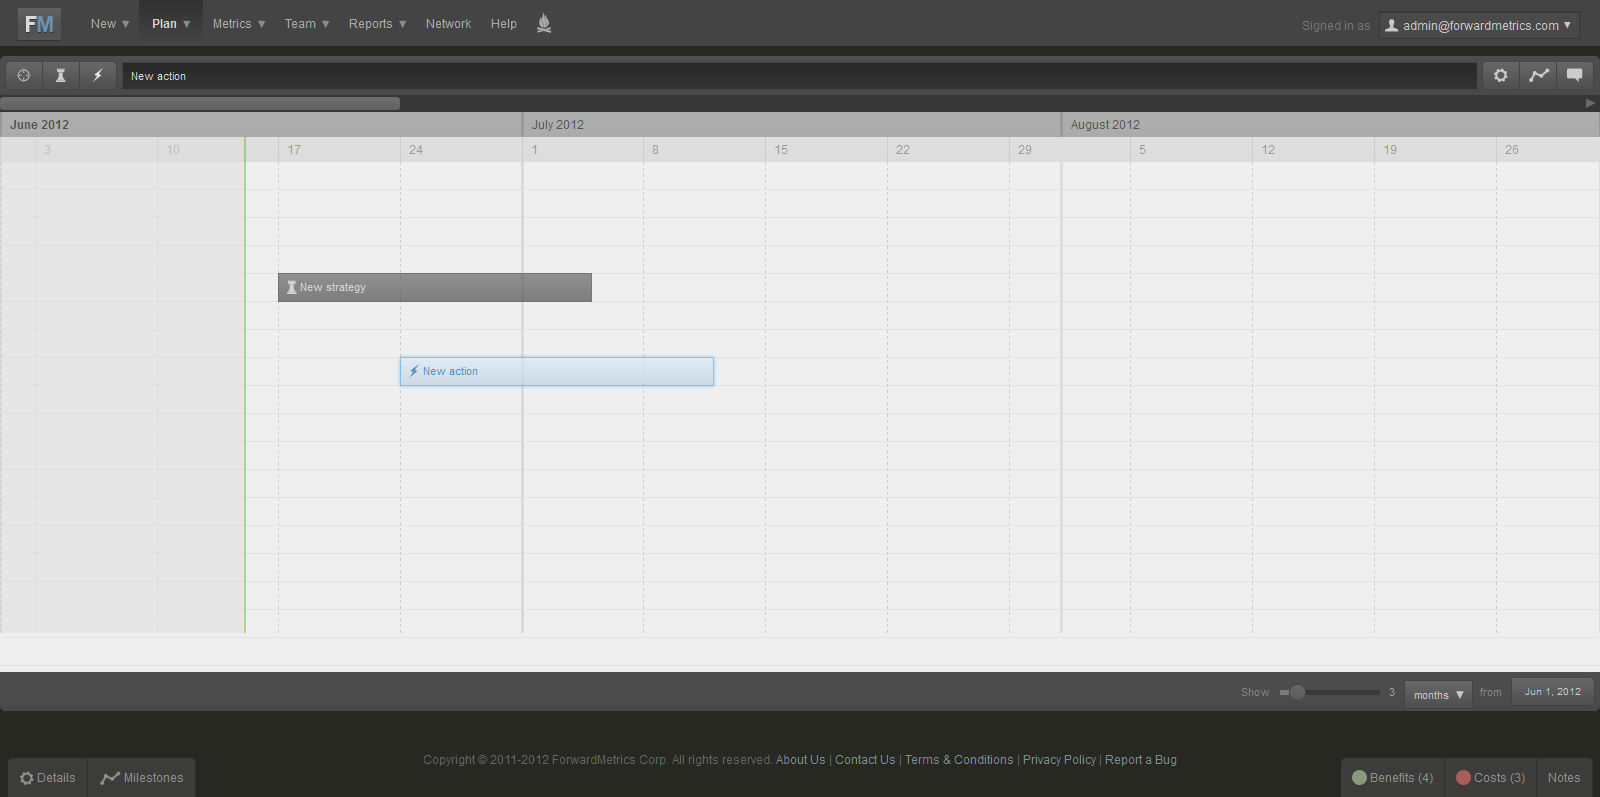 FM New ▼ Plan ▼ Metrics ▼ Team ▼ Reports ▼ Network Help Signed in as admin@forwardmetrics.com ▼
New action
June 2012 July 2012 August 2012
3 10 17 24 1 8 15 22 29 5 12 19 26
New strategy
New action
Show 3 months ▼ from Jun 1, 2012
Copyright © 2011-2012 ForwardMetrics Corp. All rights reserved. About Us | Contact Us | Terms & Conditions | Privacy Policy | Report a Bug
Details Milestones Benefits (4) Costs (3) Notes